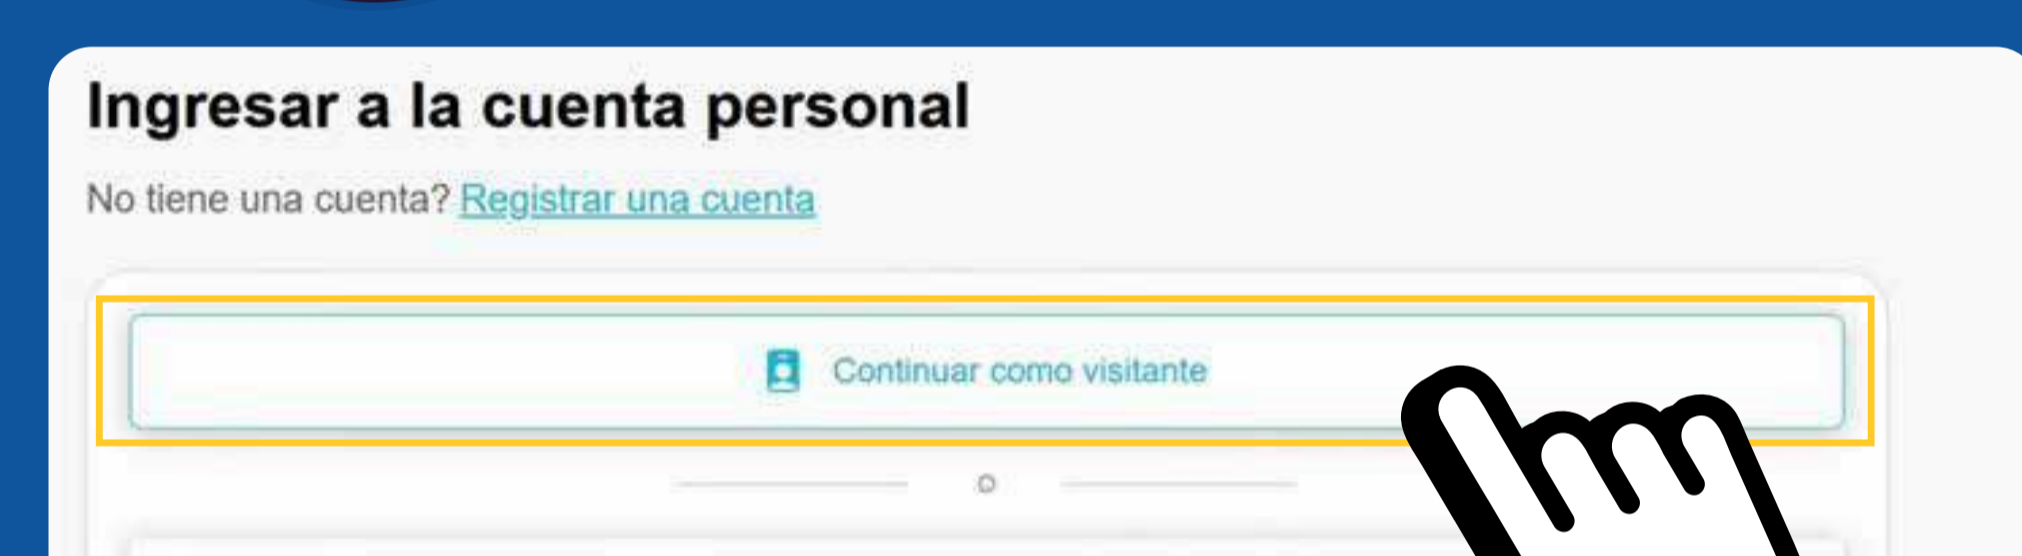 Ingresar a la cuenta personal
No tiene una cuenta? Registrar una cuenta
Continuar como visitante
o